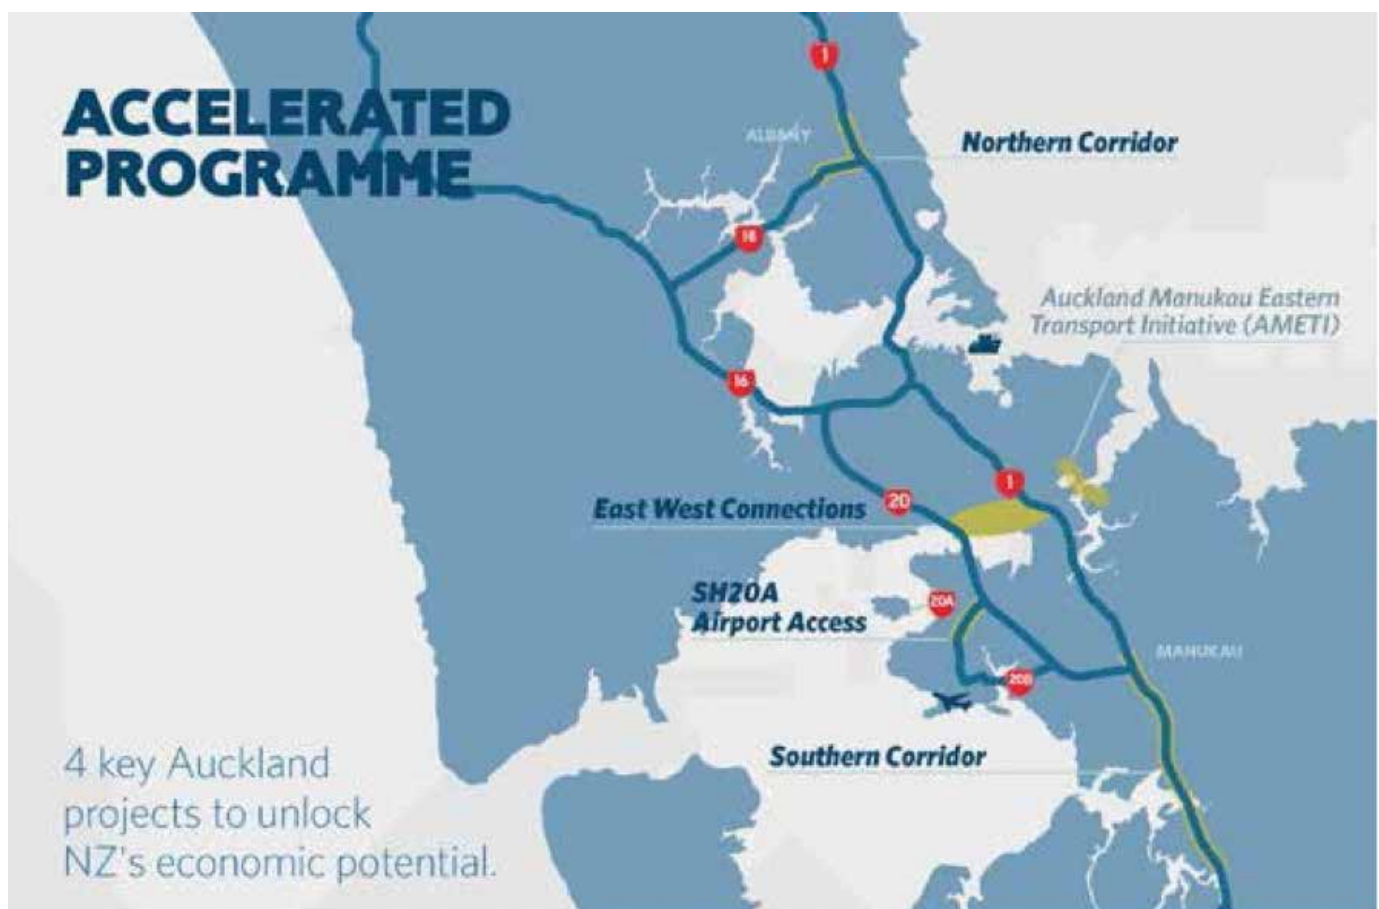 ACCELERATED
PROGRAMME
1
ALBANY
Northern Corridor
18
Auckland Manukau Eastern
Transport Initiative (AMETI)
16
1
20
East West Connections
SH20A
Airport Access
20A
MANUKAU
20B
Southern Corridor
4 key Auckland
projects to unlock
NZ's economic potential.